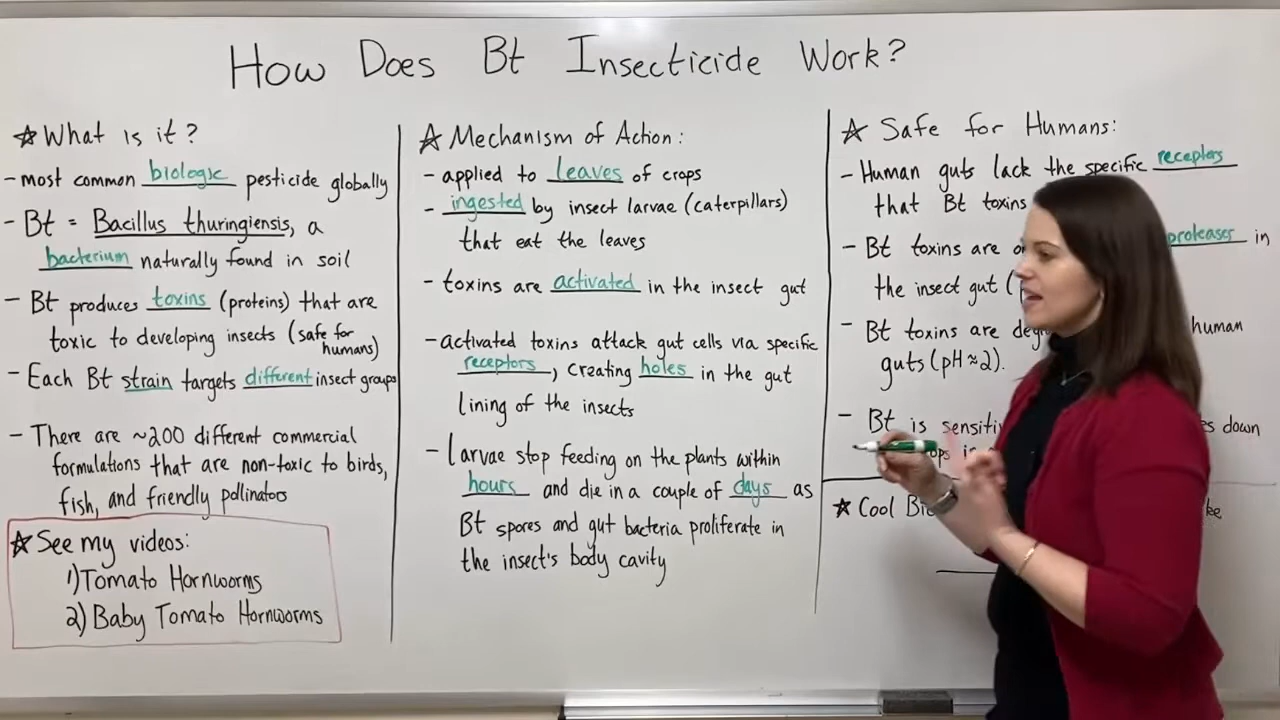 How Does Bt Insecticide Work?
☆ What is it?
- most common biologic pesticide globally
- Bt = Bacillus thuringiensis, a
bacterium naturally found in soil
- Bt produces toxins (proteins) that are
toxic to developing insects (safe for
humans)
- Each Bt strain targets different insect groups
- There are ~200 different commercial
formulations that are non-toxic to birds,
fish, and friendly pollinators
☆ See my videos:
1) Tomato Hornworms
2) Baby Tomato Hornworms
☆ Mechanism of Action:
- applied to leaves of crops
- ingested by insect larvae (caterpillars)
that eat the leaves
- toxins are activated in the insect gut
- activated toxins attack gut cells via specific
receptors, creating holes in the gut
lining of the insects
- Larvae stop feeding on the plants within
hours and die in a couple of days as
Bt spores and gut bacteria proliferate in
the insect's body cavity
☆ Safe for Humans:
- Human guts lack the specific receptors
that Bt toxins
- Bt toxins are proteases in
the insect gut (
- Bt toxins are human
guts (pH≈2).
- Bt is down
in
☆ Cool